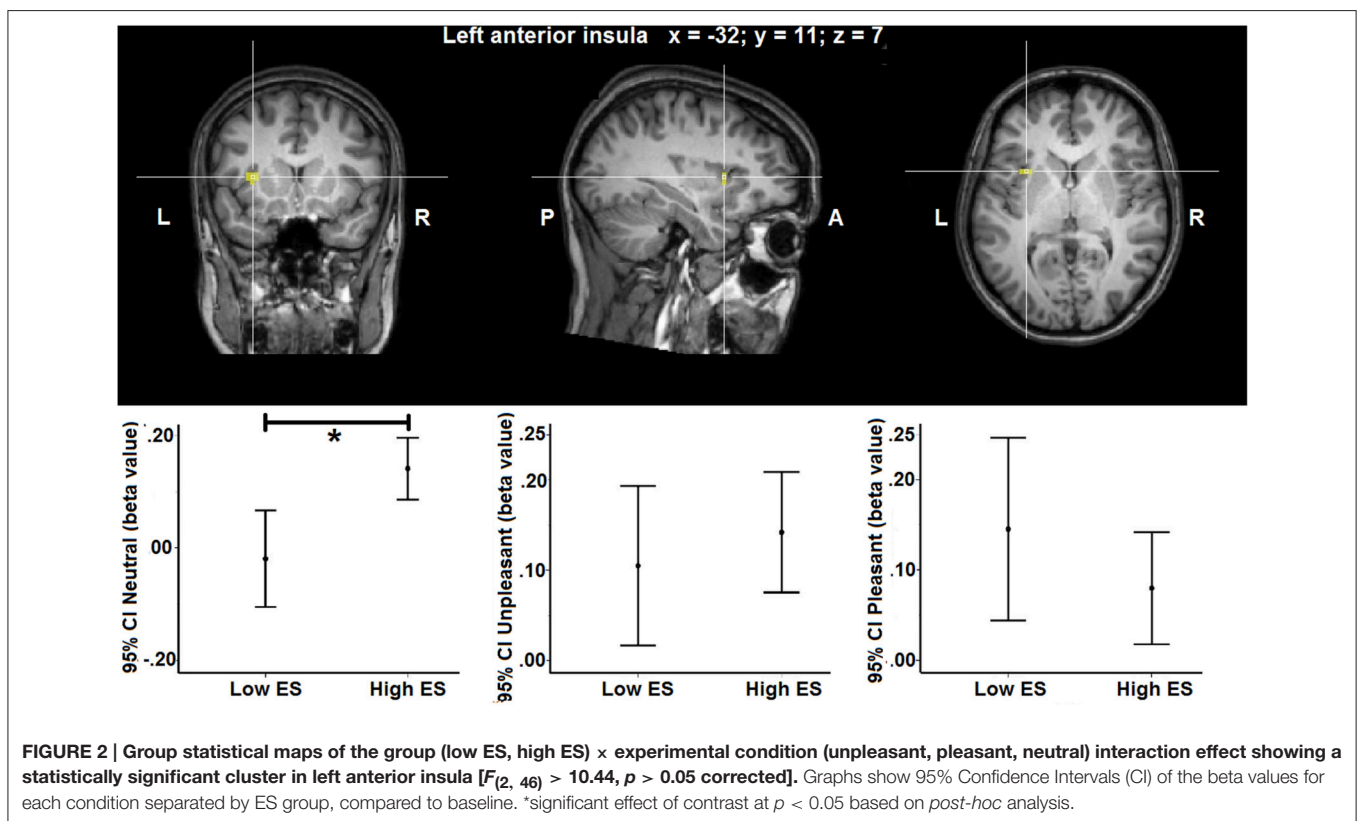 Left anterior insula x = -32; y = 11; z = 7
L R P A L R
95% CI Neutral (beta value)
.20
.00
-.20
*
Low ES High ES
95% CI Unpleasant (beta value)
.25
.20
.10
.00
Low ES High ES
95% CI Pleasant (beta value)
.25
.20
.10
.00
Low ES High ES
FIGURE 2 | Group statistical maps of the group (low ES, high ES) × experimental condition (unpleasant, pleasant, neutral) interaction effect showing a
statistically significant cluster in left anterior insula [F(2, 46) > 10.44, p > 0.05 corrected]. Graphs show 95% Confidence Intervals (CI) of the beta values for
each condition separated by ES group, compared to baseline. *significant effect of contrast at p < 0.05 based on post-hoc analysis.